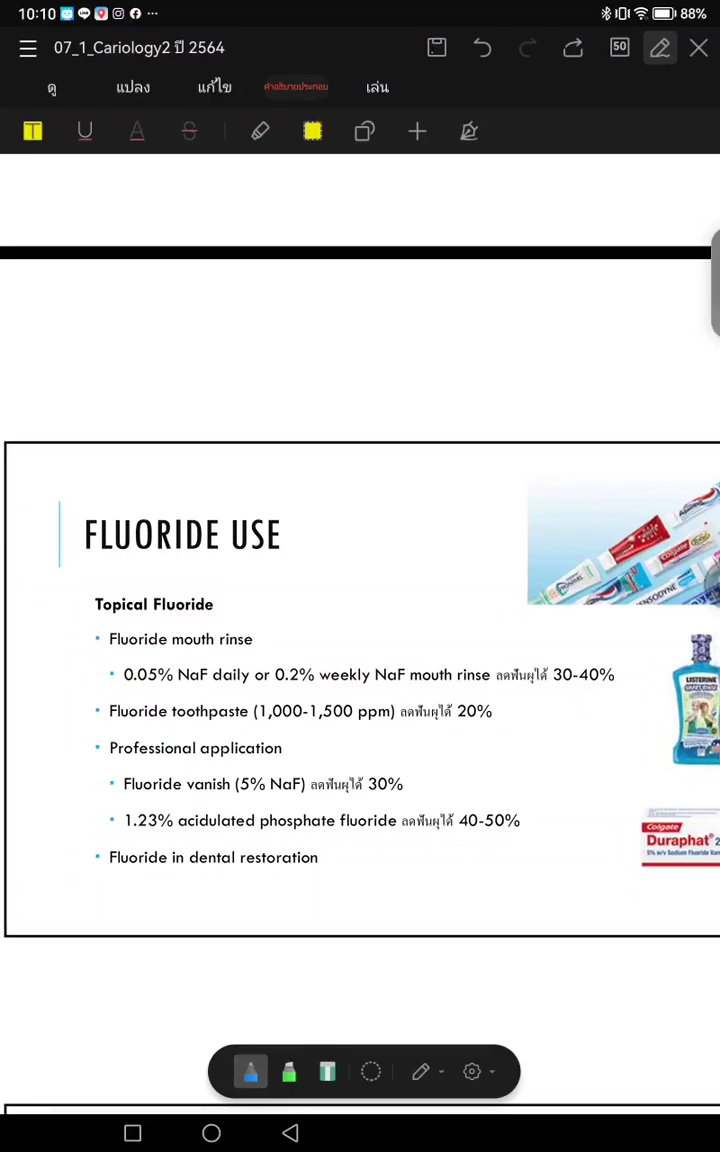 10:10
88%
07_1_Cariology2 ปี 2564
50
ดู แปลง แก้ไข คำอธิบายประกอบ เล่น
T U A S
FLUORIDE USE
Topical Fluoride
Fluoride mouth rinse
0.05% NaF daily or 0.2% weekly NaF mouth rinse ลดฟันผุได้ 30-40%
Fluoride toothpaste (1,000-1,500 ppm) ลดฟันผุได้ 20%
Professional application
Fluoride vanish (5% NaF) ลดฟันผุได้ 30%
1.23% acidulated phosphate fluoride ลดฟันผุได้ 40-50%
Fluoride in dental restoration
Colgate
SENSODYNE
LISTERINE
Colgate
Duraphat
5% w/v Sodium Fluoride